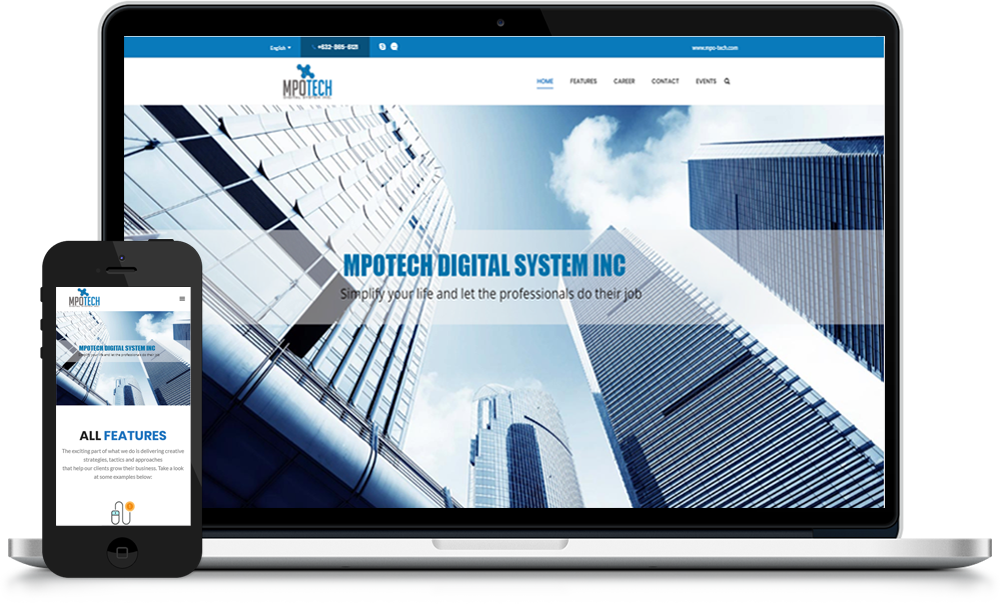 English
www.mpo-tech.com
MPOTECH
DIGITAL SYSTEM INC.
HOME FEATURES CAREER CONTACT EVENTS
MPOTECH DIGITAL SYSTEM INC
Simplify your life and let the professionals do their job
MPOTECH
MPOTECH DIGITAL SYSTEM INC
Simplify your life and let the professionals do their job
ALL FEATURES
The exciting part of what we do is delivering creative
strategies, tactics and approaches
that help our clients grow their business. Take a look
at some examples below: